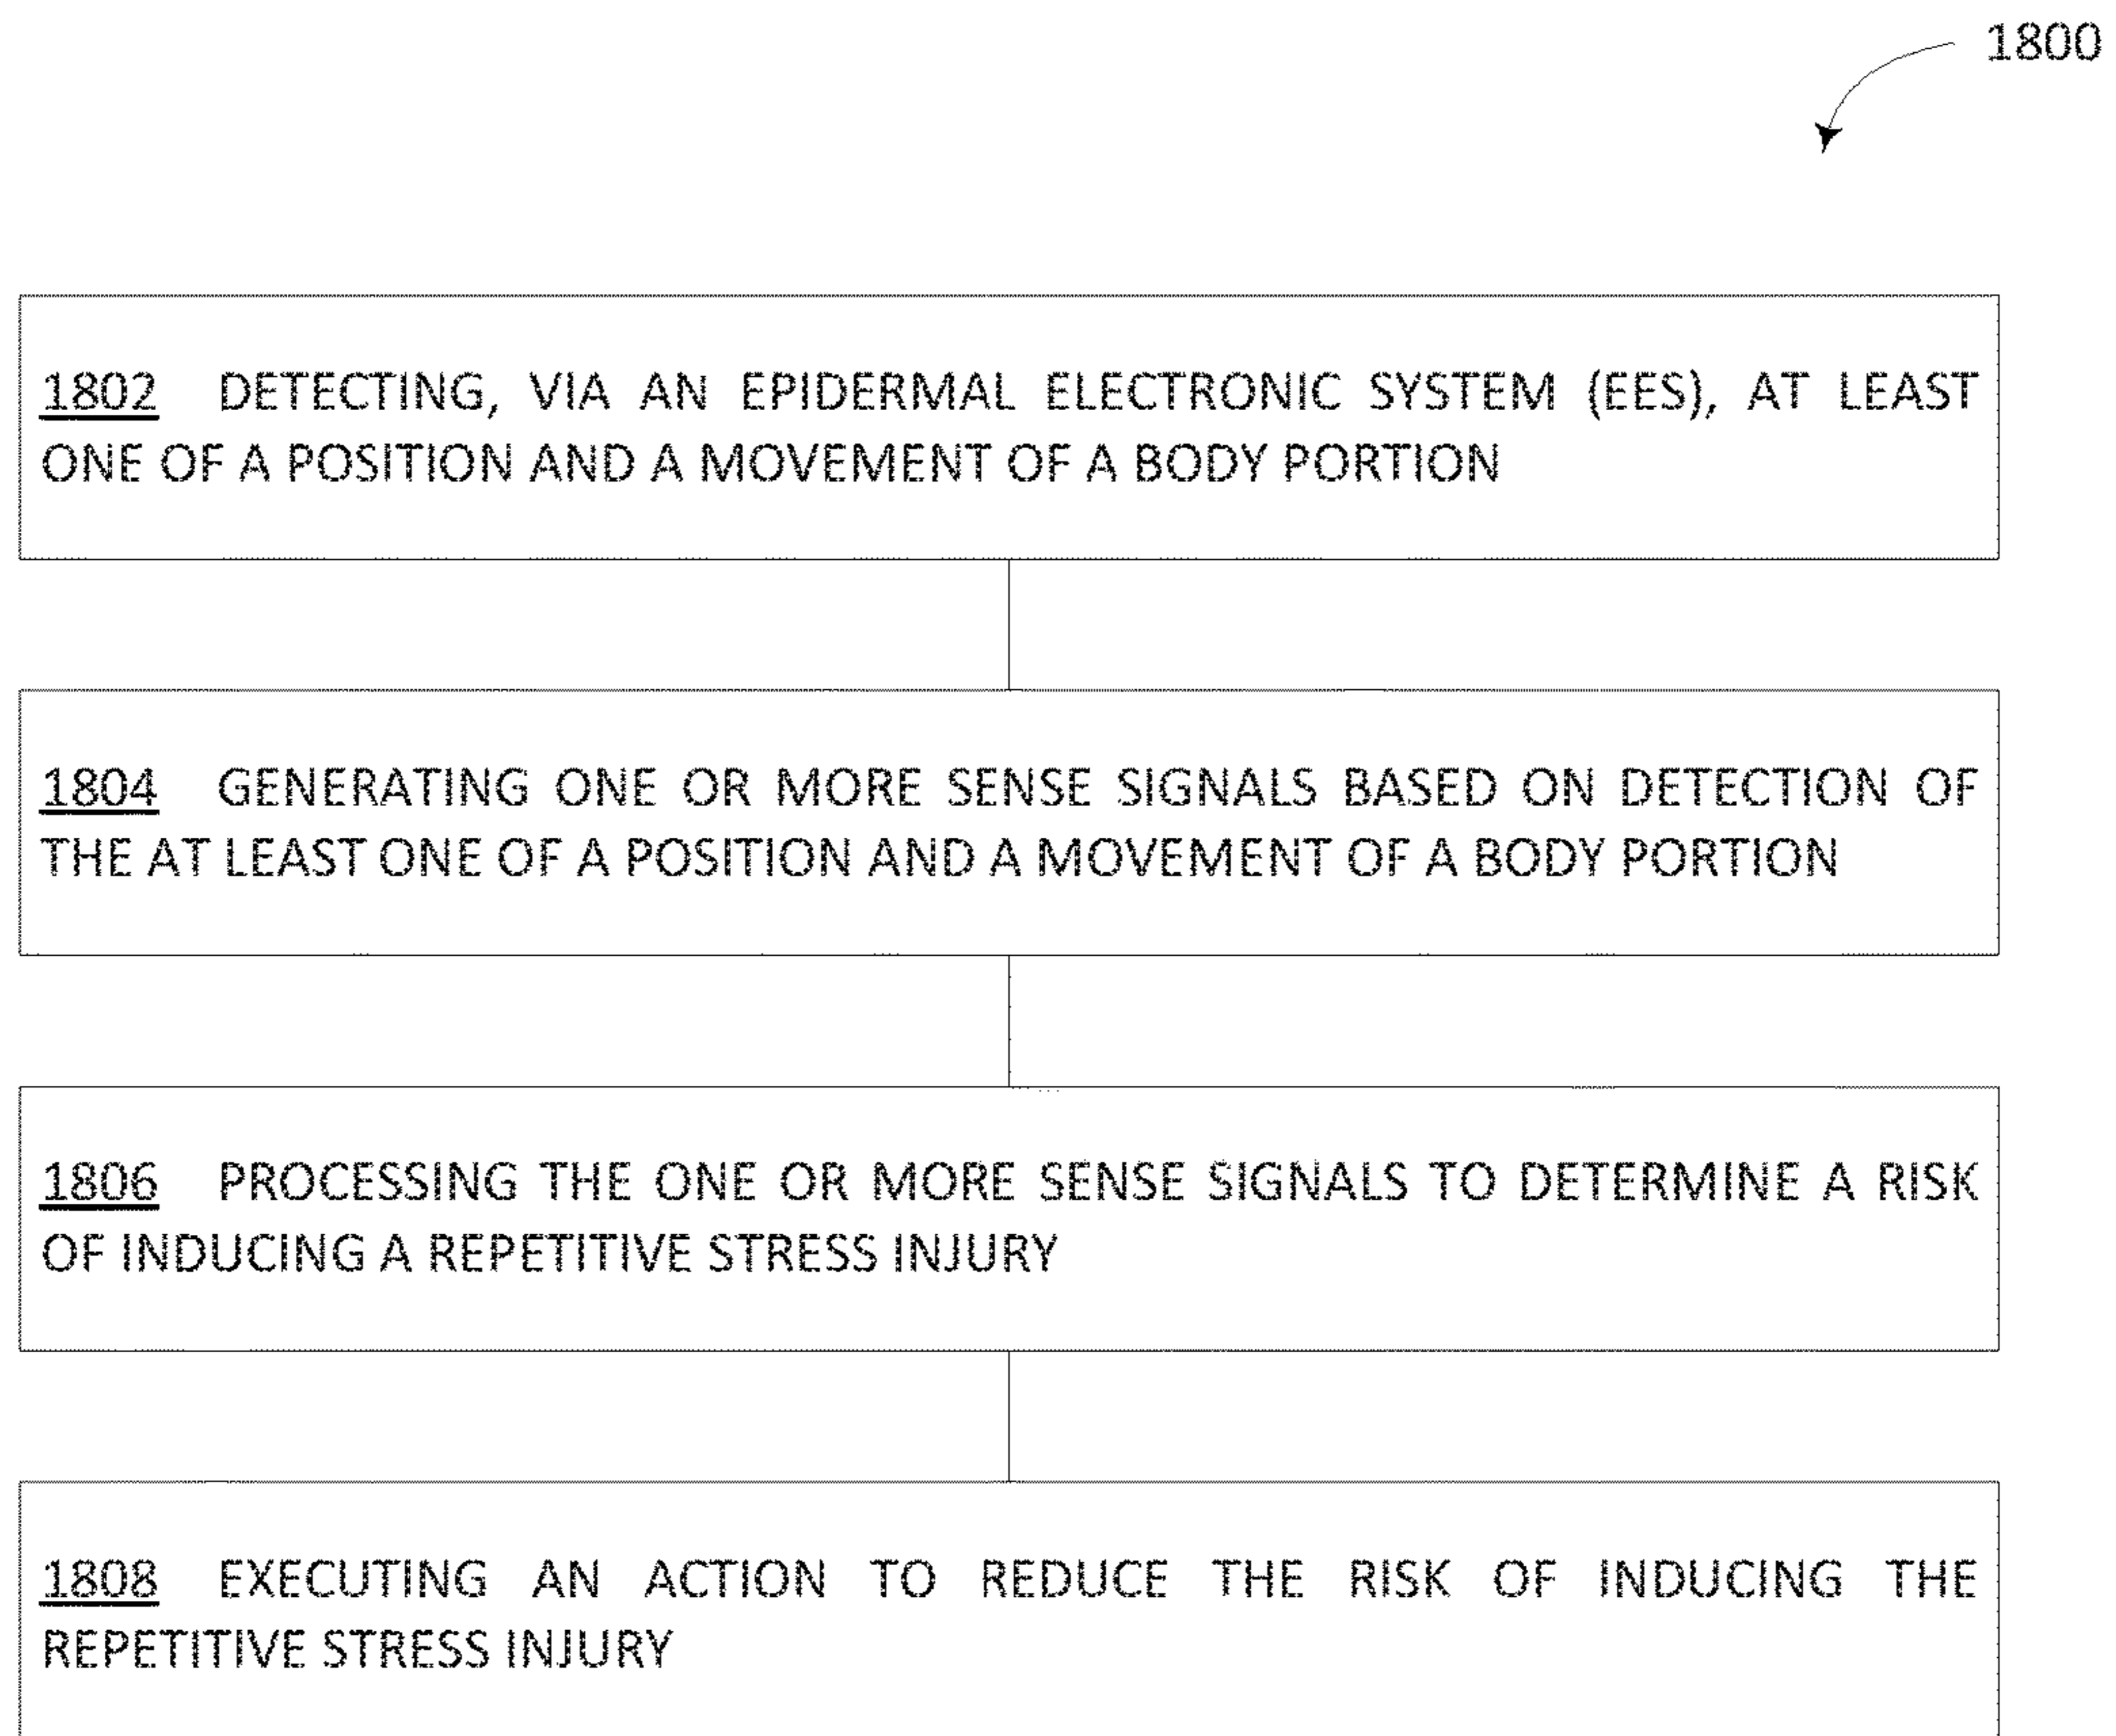 1800
1802 DETECTING, VIA AN EPIDERMAL ELECTRONIC SYSTEM (EES), AT LEAST
ONE OF A POSITION AND A MOVEMENT OF A BODY PORTION
1804 GENERATING ONE OR MORE SENSE SIGNALS BASED ON DETECTION OF
THE AT LEAST ONE OF A POSITION AND A MOVEMENT OF A BODY PORTION
1806 PROCESSING THE ONE OR MORE SENSE SIGNALS TO DETERMINE A RISK
OF INDUCING A REPETITIVE STRESS INJURY
1808 EXECUTING AN ACTION TO REDUCE THE RISK OF INDUCING THE
REPETITIVE STRESS INJURY